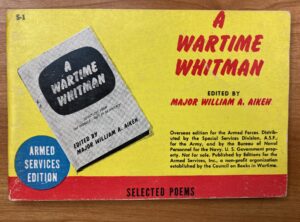 S-1
A
WARTIME
WHITMAN
EDITED BY
MAJOR WILLIAM A. AIKEN
A
WARTIME
WHITMAN
EDITED BY
MAJOR WILLIAM A. AIKEN
Overseas edition for the Armed Forces. Distrib-
uted by the Special Services Division, A.S.F.,
for the Army, and by the Bureau of Naval
Personnel for the Navy. U. S. Government prop-
erty. Not for sale. Published by Editions for the
Armed Services, Inc., a non-profit organization
established by the Council on Books in Wartime.
ARMED
SERVICES
EDITION
SELECTED POEMS